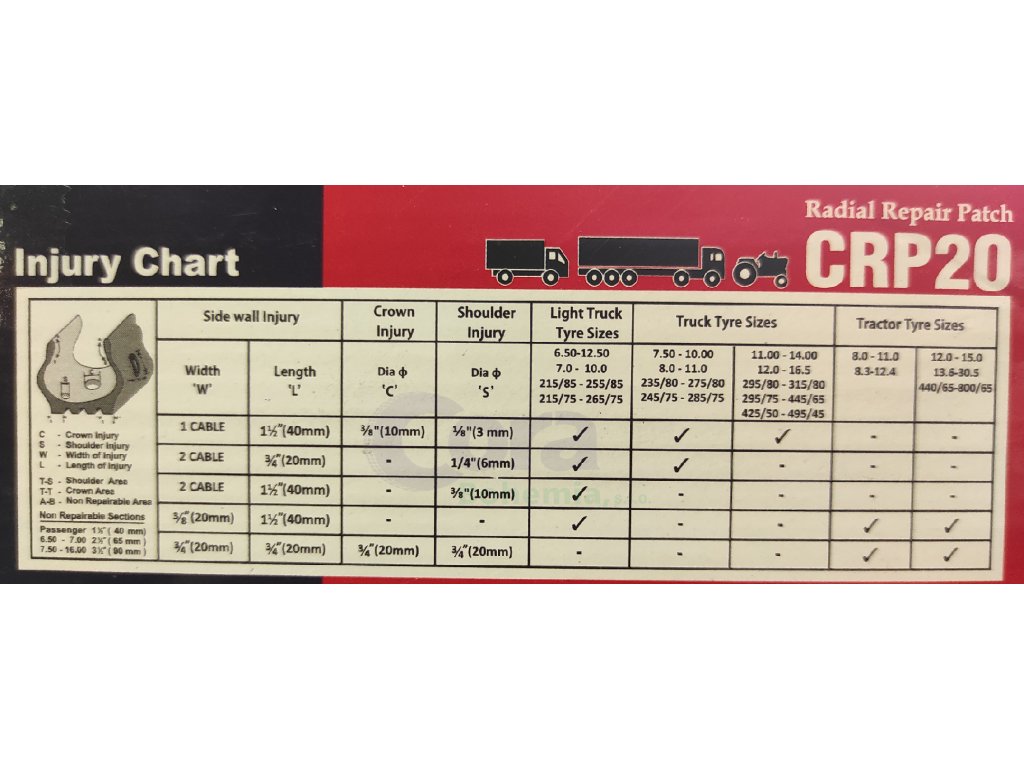 Radial Repair Patch
Injury Chart
CRP20
Side wall Injury
Crown Injury
Shoulder Injury
Light Truck Tyre Sizes
Truck Tyre Sizes
Tractor Tyre Sizes
Width 'W'
Length 'L'
Dia ϕ 'C'
Dia ϕ 'S'
6.50-12.50
7.0 - 10.0
215/85 - 255/85
215/75 - 265/75
7.50 - 10.00
8.0 - 11.0
235/80 - 275/80
245/75 - 285/75
11.00 - 14.00
12.0 - 16.5
295/80 - 315/80
295/75 - 445/65
425/50 - 495/45
8.0 - 11.0
8.3-12.4
12.0 - 15.0
13.6-30.5
440/65-800/65
1 CABLE 1½"(40mm) ⅜"(10mm) ⅛"(3 mm) ✓ ✓ ✓ - -
2 CABLE ¾"(20mm) - 1/4"(6mm) ✓ ✓ - - -
2 CABLE 1½"(40mm) - ⅜"(10mm) ✓ - - - -
⅝"(20mm) 1½"(40mm) - - ✓ - - ✓ ✓
¾"(20mm) ¾"(20mm) ¾"(20mm) ¾"(20mm) - - - ✓ ✓
C - Crown Injury
S - Shoulder Injury
W - Width of Injury
L - Length of Injury
T-S - Shoulder Area
T-T - Crown Area
A-B - Non Repairable Area
Non Repairable Sections
Passenger 1½"( 40 mm)
6.50 - 7.00 2½"( 65 mm)
7.50 - 16.00 3½"( 90 mm)